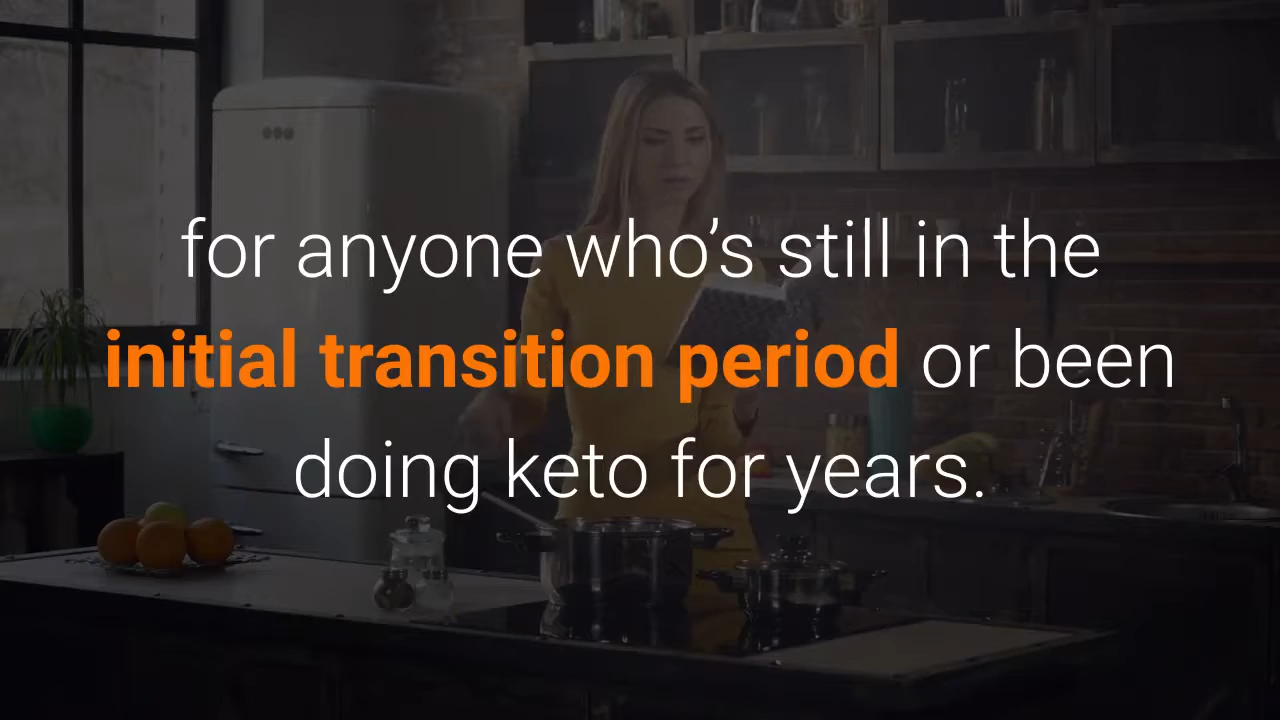 for anyone who’s still in the
initial transition period or been
doing keto for years.